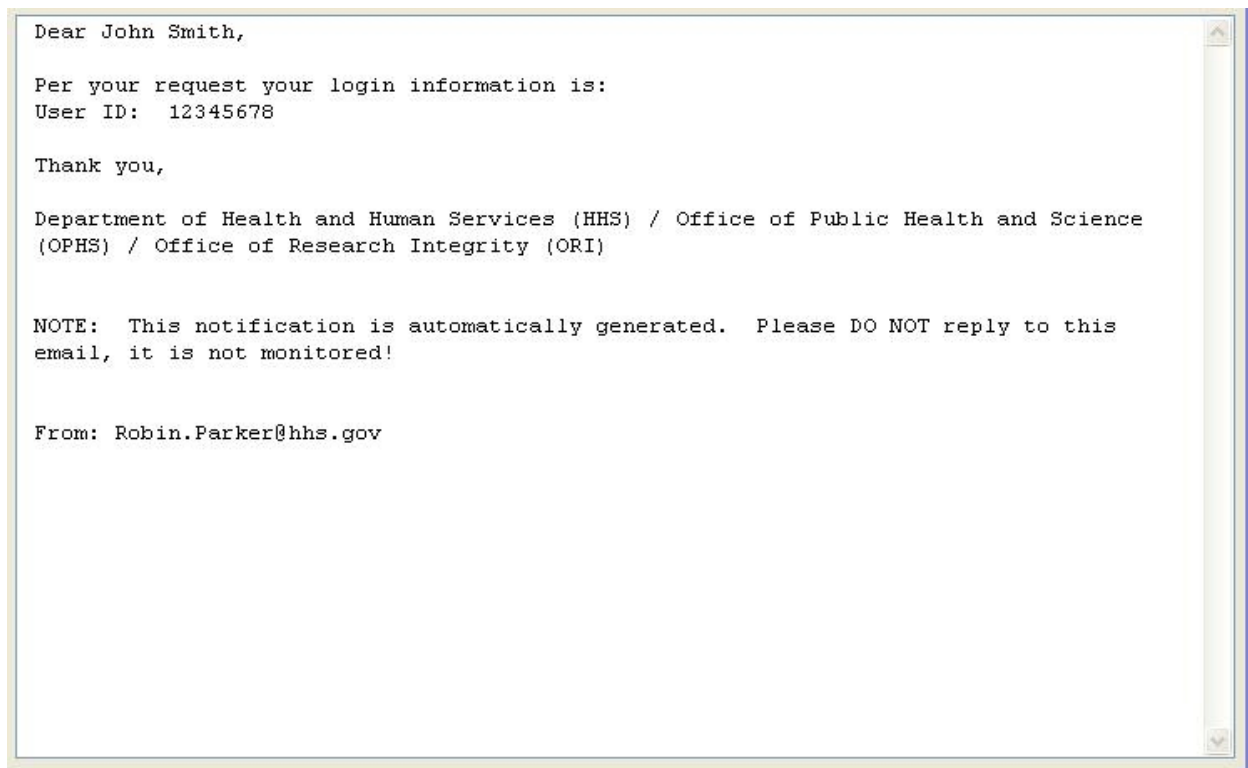 Dear John Smith,
Per your request your login information is:
User ID:  12345678
Thank you,
Department of Health and Human Services (HHS) / Office of Public Health and Science
(OPHS) / Office of Research Integrity (ORI)
NOTE:  This notification is automatically generated.  Please DO NOT reply to this
email, it is not monitored!
From: Robin.Parker@hhs.gov